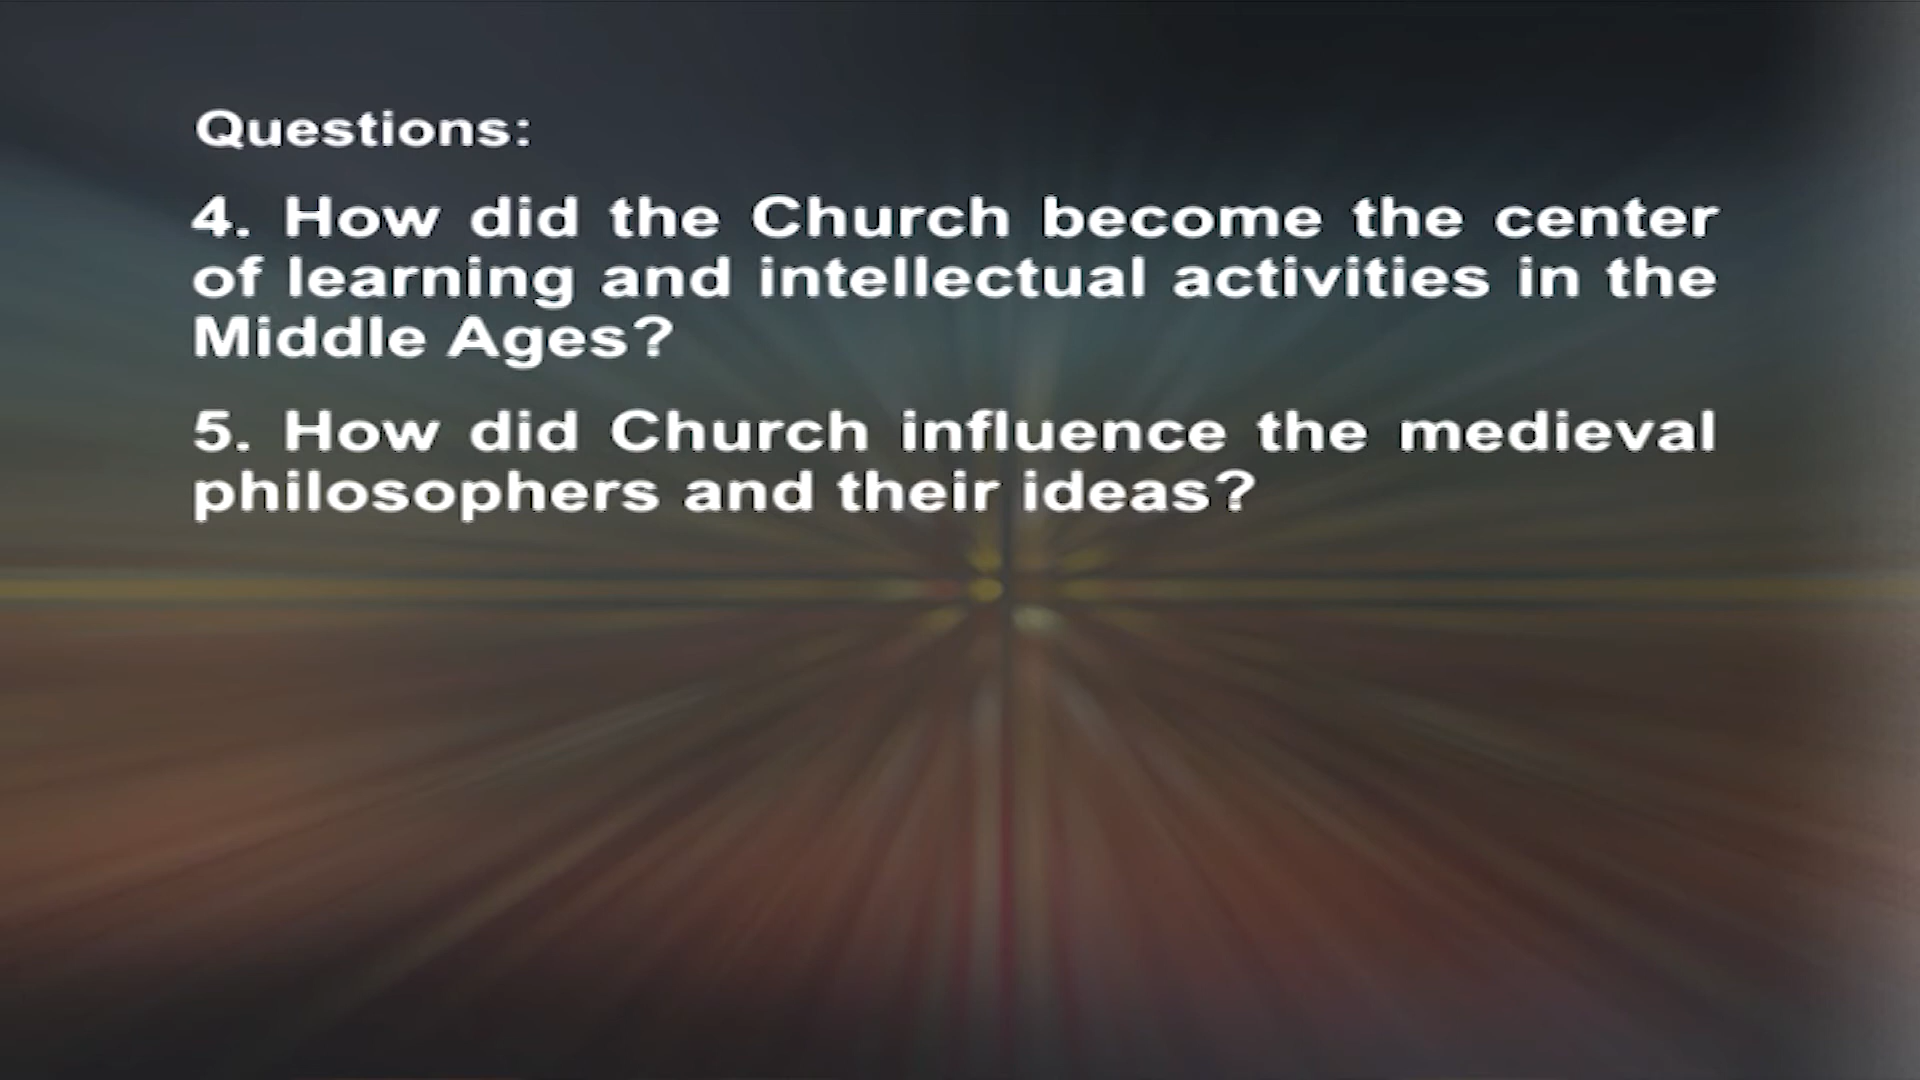 Questions:
4. How did the Church become the center
of learning and intellectual activities in the
Middle Ages?
5. How did Church influence the medieval
philosophers and their ideas?